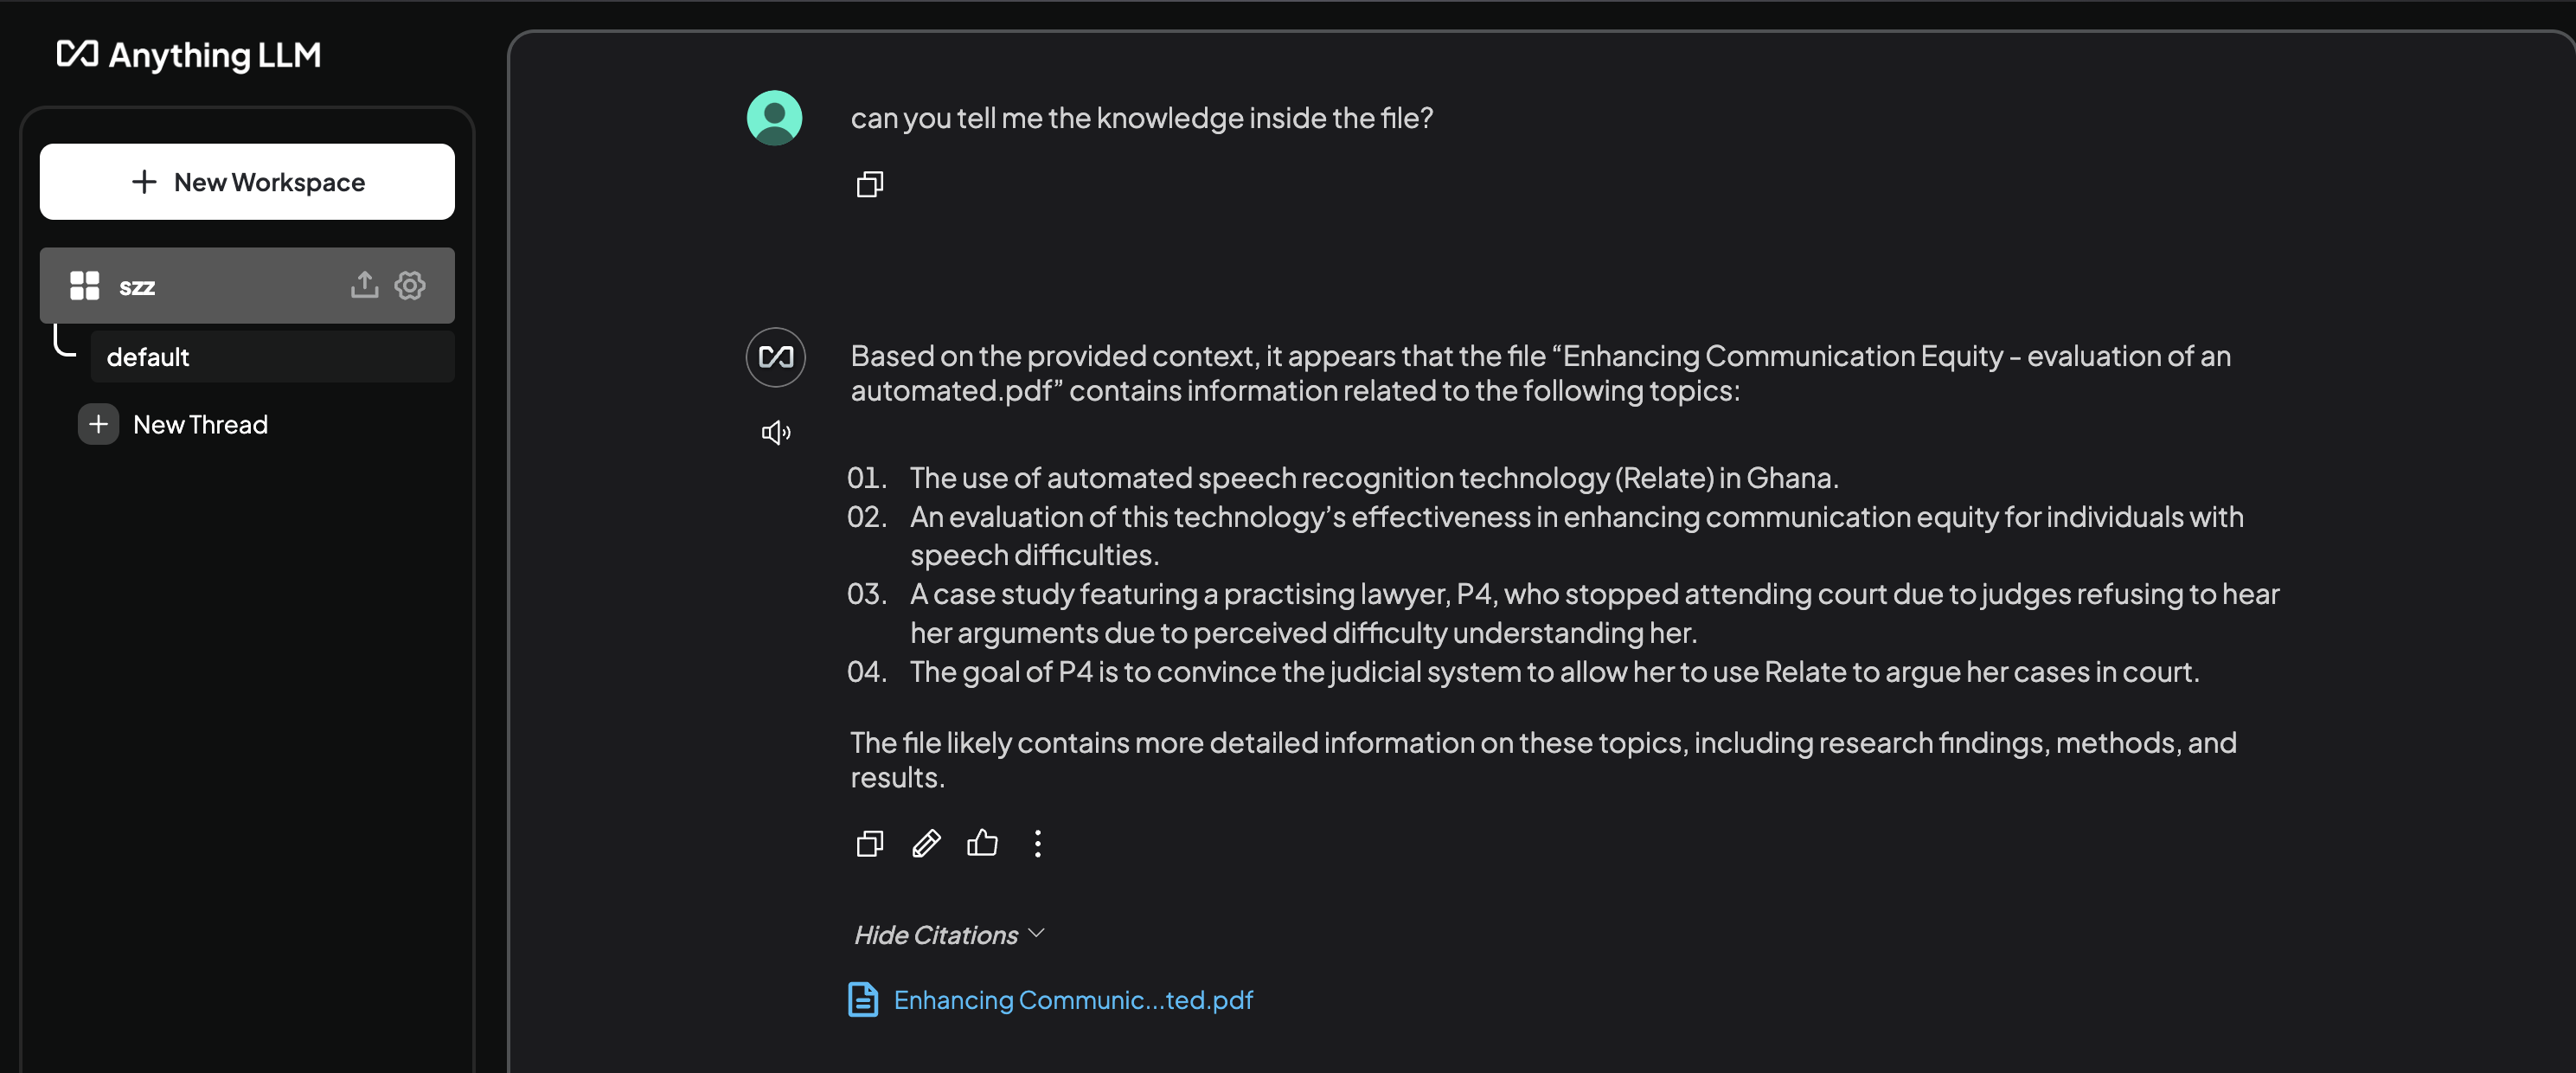 Anything LLM
New Workspace
szz
default
New Thread
can you tell me the knowledge inside the file?
Based on the provided context, it appears that the file “Enhancing Communication Equity - evaluation of an
automated.pdf” contains information related to the following topics:
01. The use of automated speech recognition technology (Relate) in Ghana.
02. An evaluation of this technology’s effectiveness in enhancing communication equity for individuals with
speech difficulties.
03. A case study featuring a practising lawyer, P4, who stopped attending court due to judges refusing to hear
her arguments due to perceived difficulty understanding her.
04. The goal of P4 is to convince the judicial system to allow her to use Relate to argue her cases in court.
The file likely contains more detailed information on these topics, including research findings, methods, and
results.
Hide Citations
Enhancing Communic...ted.pdf